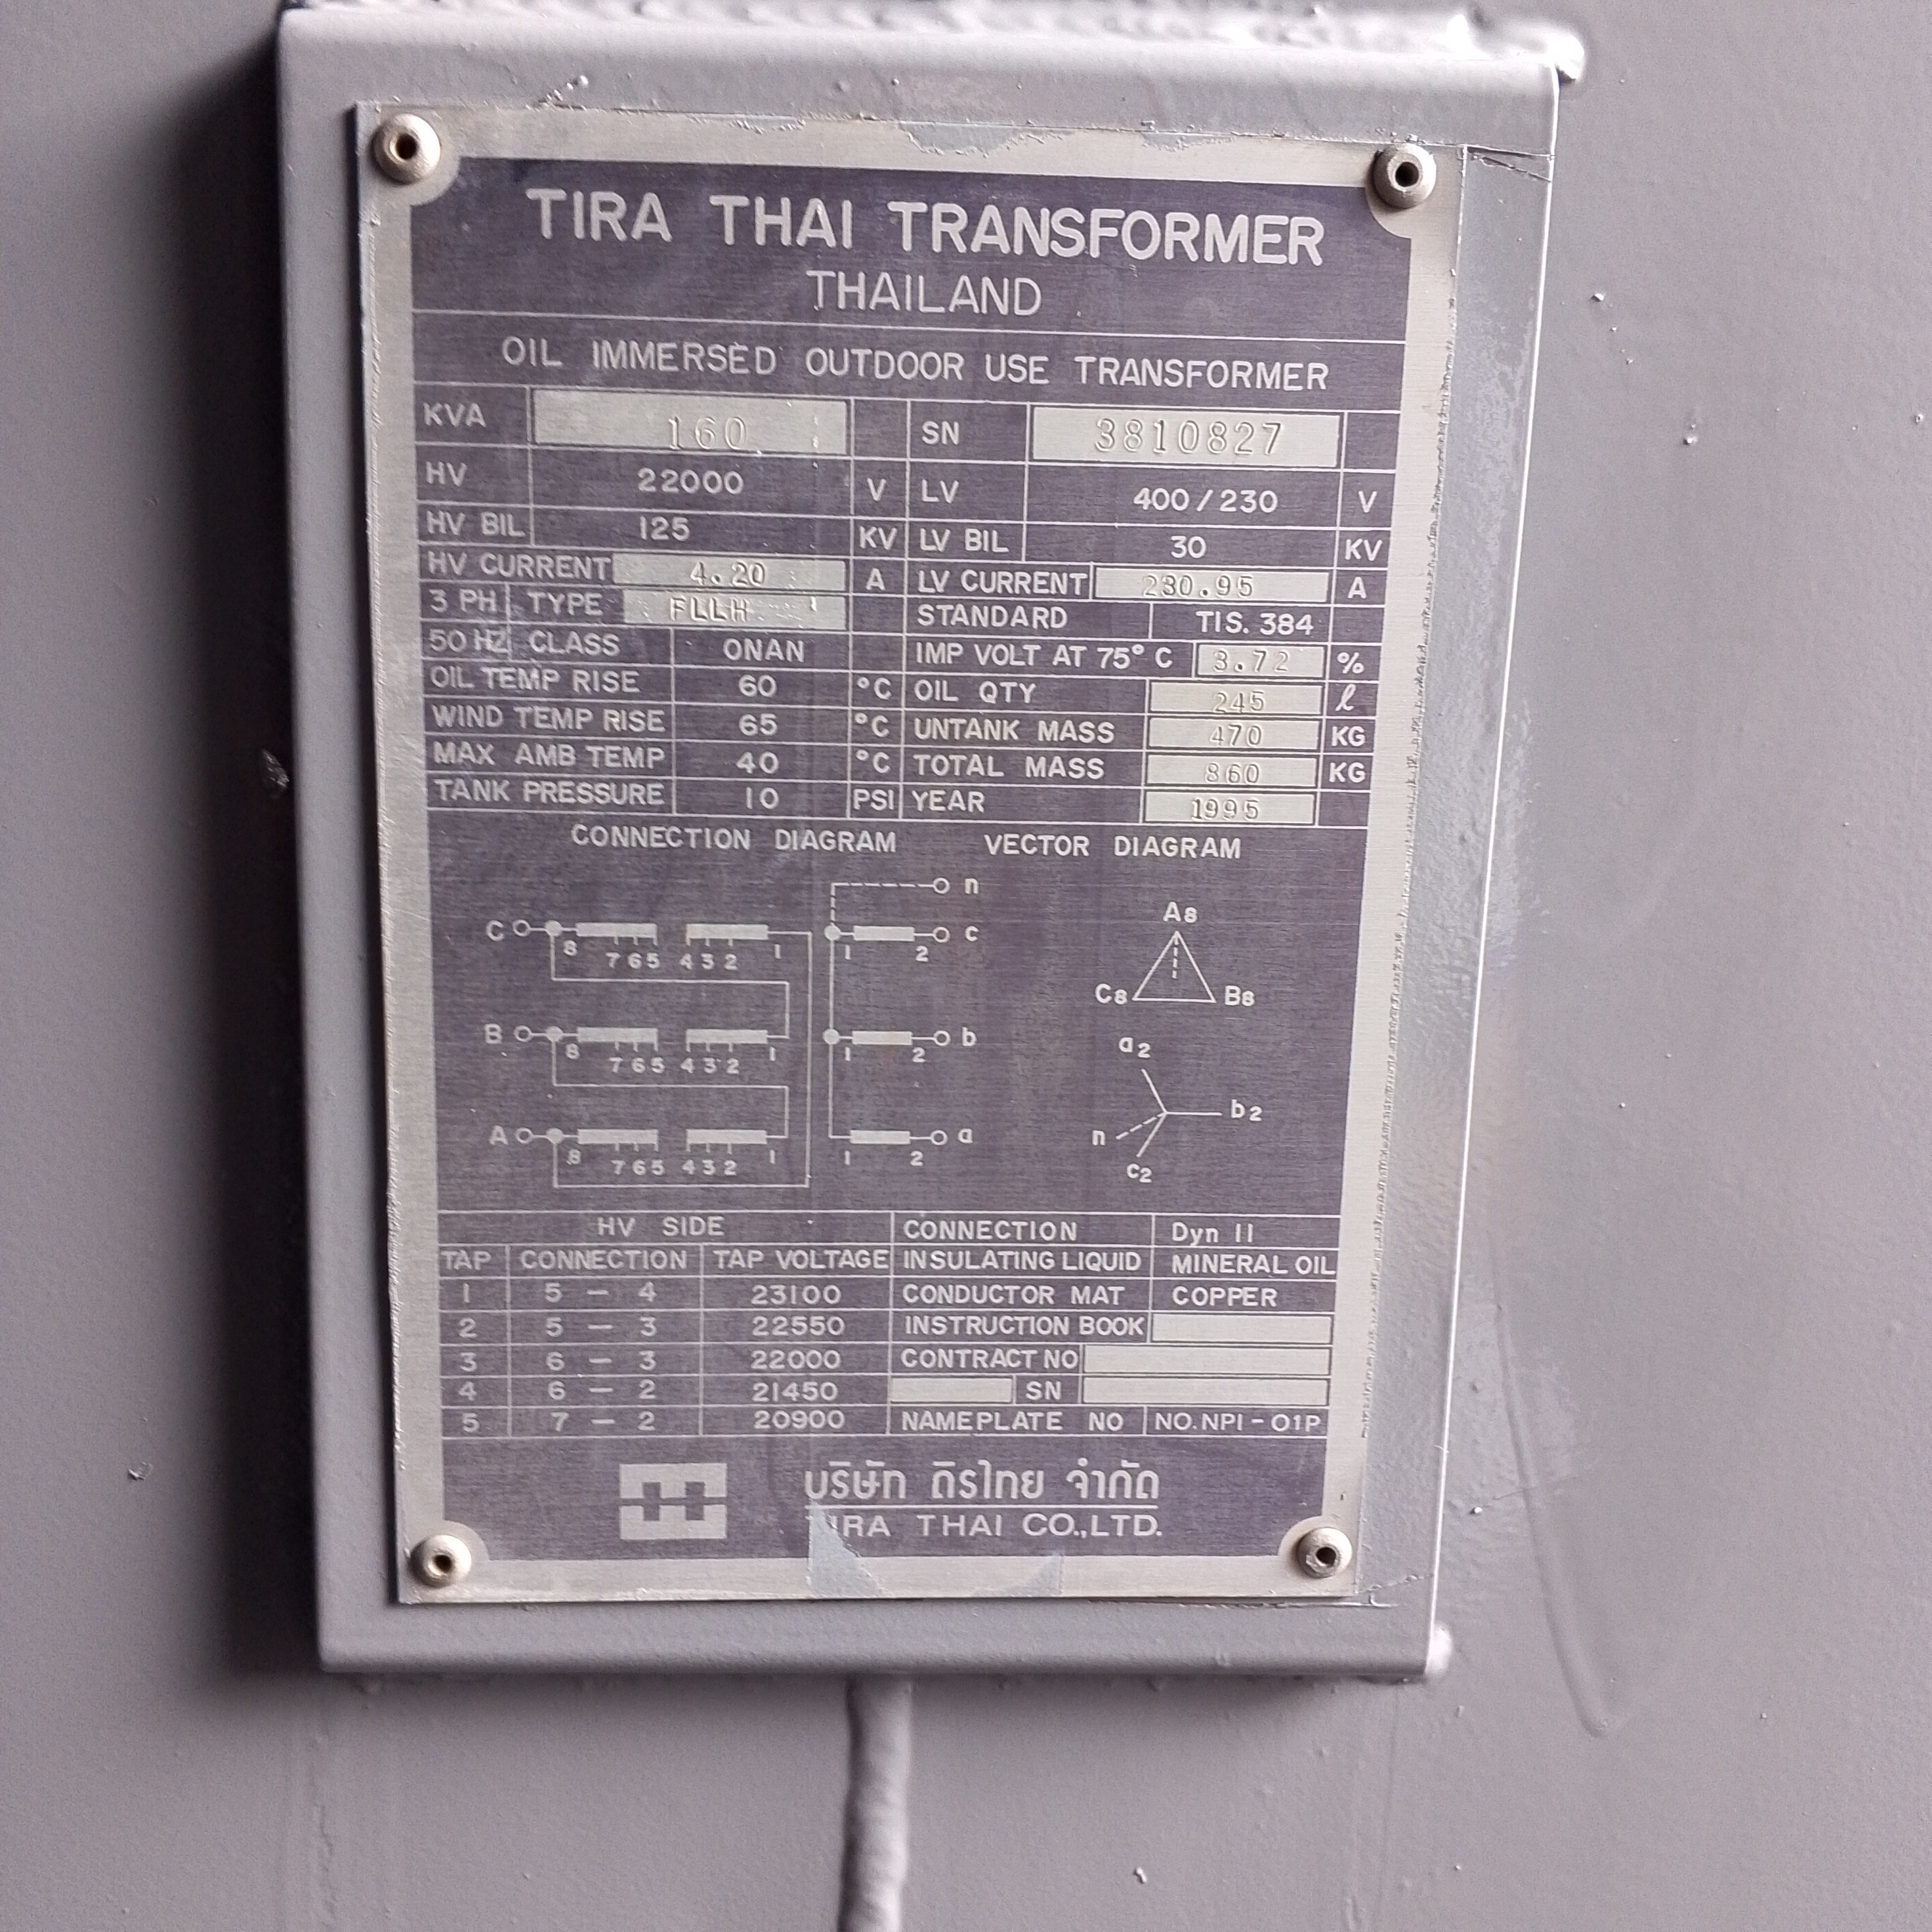 TIRA THAI TRANSFORMER
THAILAND
OIL IMMERSED OUTDOOR USE TRANSFORMER
KVA 160 SN 3810827
HV 22000 V LV 400/230 V
HV BIL 125 KV LV BIL 30 KV
HV CURRENT 4.20 A LV CURRENT 230.95 A
3 PH TYPE FLLH STANDARD TIS. 384
50 HZ CLASS ONAN IMP VOLT AT 75° C 3.72 %
OIL TEMP RISE 60 °C OIL QTY 245 ℓ
WIND TEMP RISE 65 °C UNTANK MASS 470 KG
MAX AMB TEMP 40 °C TOTAL MASS 860 KG
TANK PRESSURE 10 PSI YEAR 1995
CONNECTION DIAGRAM VECTOR DIAGRAM
n
C c
8 7 6 5 4 3 2 1 1 2
B b
8 7 6 5 4 3 2 1 1 2
A a
8 7 6 5 4 3 2 1 1 2
A8
C8 B8
a2
b2
n
c2
HV SIDE CONNECTION Dyn 11
TAP CONNECTION TAP VOLTAGE INSULATING LIQUID MINERAL OIL
1 5 - 4 23100 CONDUCTOR MAT COPPER
2 5 - 3 22550 INSTRUCTION BOOK
3 6 - 3 22000 CONTRACT NO
4 6 - 2 21450 SN
5 7 - 2 20900 NAMEPLATE NO NO.NPI-01P
บริษัท ถิรไทย จำกัด
TIRA THAI CO.,LTD.